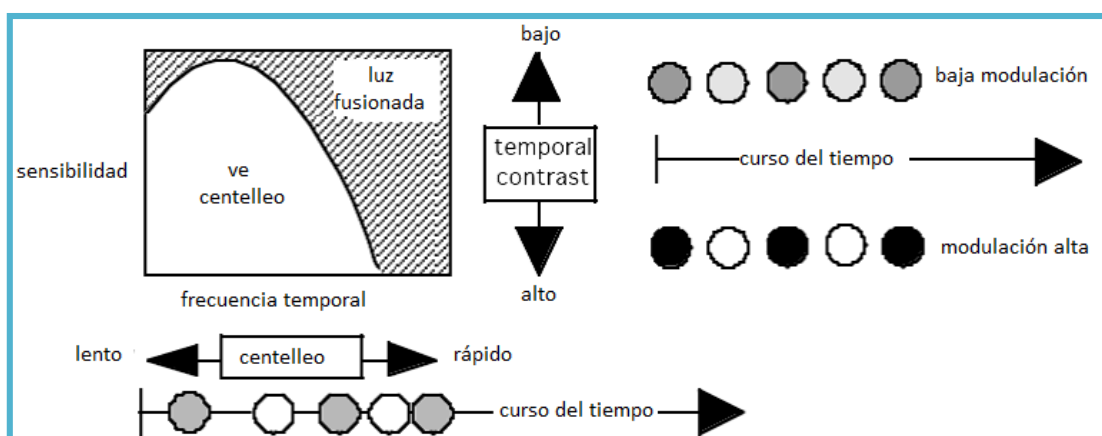 bajo
luz
fusionada
baja modulación
sensibilidad
ve
centelleo
temporal
contrast
curso del tiempo
modulación alta
frecuencia temporal
alto
lento
centelleo
rápido
curso del tiempo